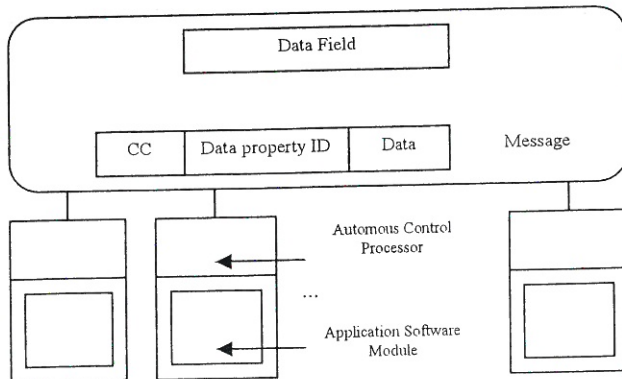 Data Field
CC Data property ID Data Message
Automous Control
Processor
...
Application Software
Module